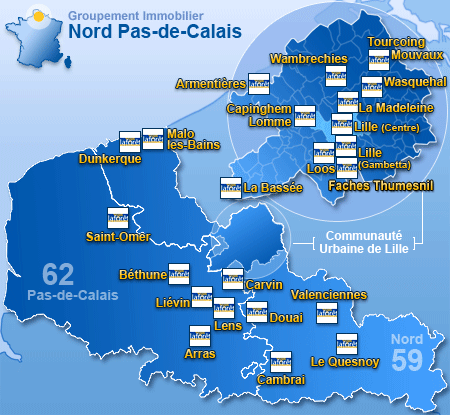 Groupement Immobilier
Nord Pas-de-Calais
Tourcoing
Mouvaux
Wambrechies
Wasquehal
Armentières
Capinghem
Lomme
La Madeleine
Lille (Centre)
Malo
les-Bains
Dunkerque
Loos
Lille
(Gambetta)
Faches Thumesnil
La Bassée
Saint-Omer
Communauté
Urbaine de Lille
62
Pas-de-Calais
Béthune
Carvin
Liévin
Lens
Douai
Valenciennes
Arras
Nord
59
Le Quesnoy
Cambrai